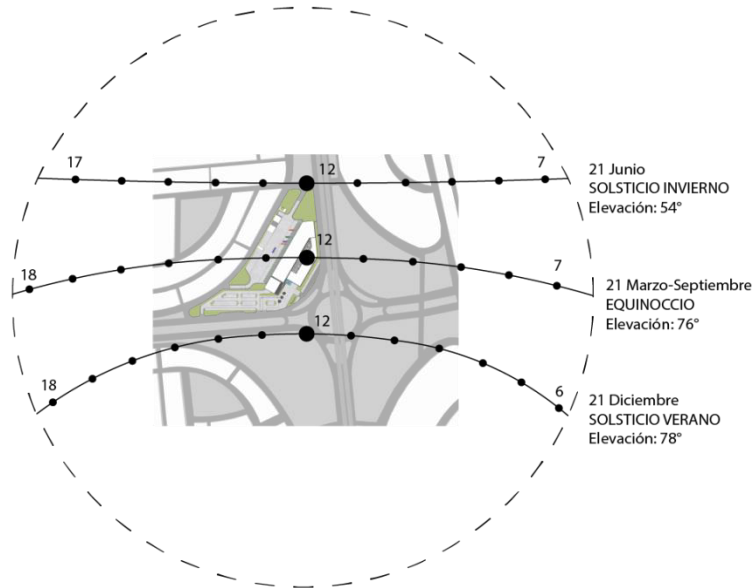 17
12
7
21 Junio
SOLSTICIO INVIERNO
Elevación: 54°
18
12
7
21 Marzo-Septiembre
EQUINOCCIO
Elevación: 76°
12
18
6
21 Diciembre
SOLSTICIO VERANO
Elevación: 78°